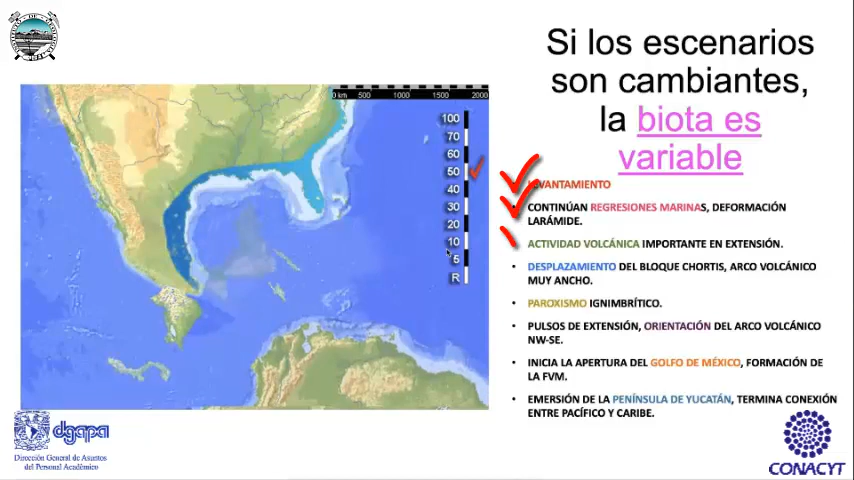 Si los escenarios
son cambiantes,
la biota es
variable
0 km 500 1000 1500 2000
100
70
60
50
40
30
20
10
5
R
LEVANTAMIENTO
• CONTINÚAN REGRESIONES MARINAS, DEFORMACIÓN
LARÁMIDE.
ACTIVIDAD VOLCÁNICA IMPORTANTE EN EXTENSIÓN.
• DESPLAZAMIENTO DEL BLOQUE CHORTIS, ARCO VOLCÁNICO
MUY ANCHO.
• PAROXISMO IGNIMBRÍTICO.
• PULSOS DE EXTENSIÓN, ORIENTACIÓN DEL ARCO VOLCÁNICO
NW-SE.
• INICIA LA APERTURA DEL GOLFO DE MÉXICO, FORMACIÓN DE
LA FVM.
• EMERSIÓN DE LA PENÍNSULA DE YUCATÁN, TERMINA CONEXIÓN
ENTRE PACÍFICO Y CARIBE.
dgapa
Dirección General de Asuntos
del Personal Académico
CONACYT